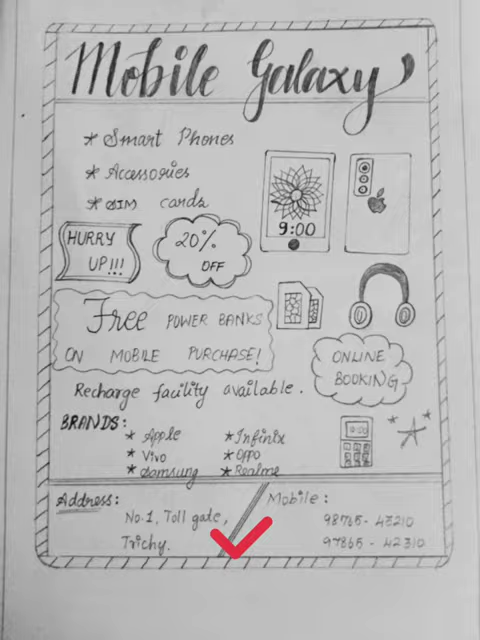 Mobile Galaxy
* Smart Phones
* Accessories
* SIM cards
9:00
HURRY
UP!!!
20%
OFF
Free POWER BANKS
ON MOBILE PURCHASE!
ONLINE
BOOKING
Recharge facility available.
BRANDS:
* Apple * Infinix
* Vivo * Oppo
* Samsung * Realme
Address:
No.1, Toll gate,
Trichy.
Mobile:
98765-43210
97865-42310